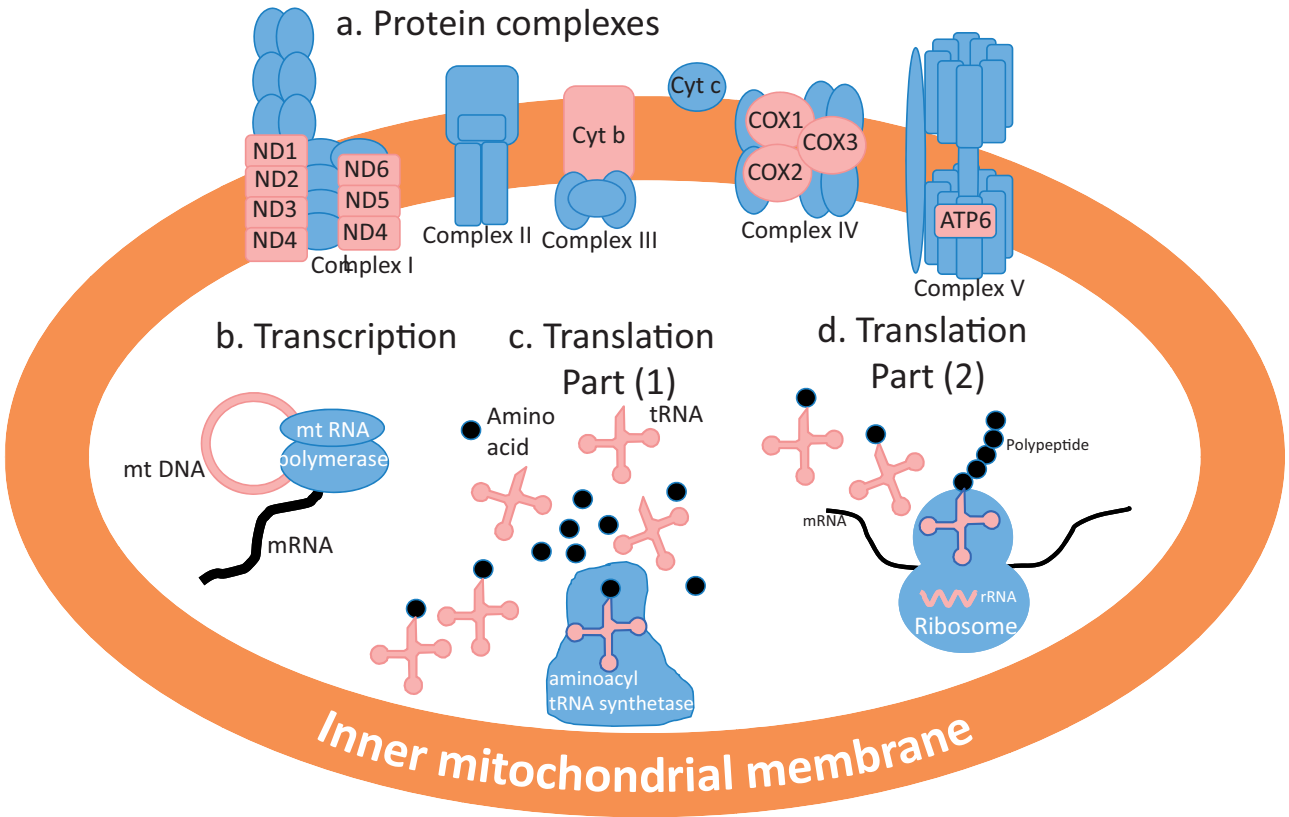 a. Protein complexes
ND1
ND2
ND3
ND4
ND6
ND5
ND4
L
Complex I
Complex II
Cyt b
Complex III
Cyt c
COX1
COX3
COX2
Complex IV
ATP6
Complex V
b. Transcription
mt DNA
mt RNA
polymerase
mRNA
c. Translation
Part (1)
Amino
acid
tRNA
aminoacyl
tRNA synthetase
d. Translation
Part (2)
Polypeptide
mRNA
rRNA
Ribosome
Inner mitochondrial membrane